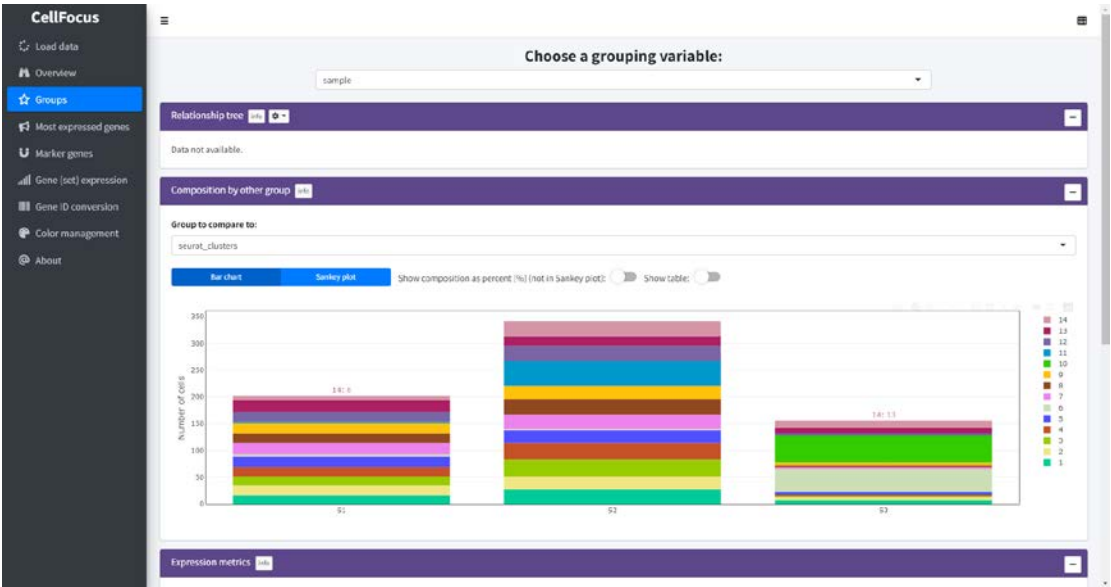 CellFocus
Load data
Overview
Groups
Most expressed genes
Marker genes
Gene (set) expression
Gene ID conversion
Color management
About
Choose a grouping variable:
sample
Relationship tree info
Data not available.
Composition by other group info
Group to compare to:
seurat_clusters
Bar chart Sankey plot Show composition as percent [%] (not in Sankey plot): Show table:
Number of cells
350
300
250
200
150
100
50
0
14: 8
14: 13
S1 S2 S3
14
13
12
11
10
9
8
7
6
5
4
3
2
1
Expression metrics info